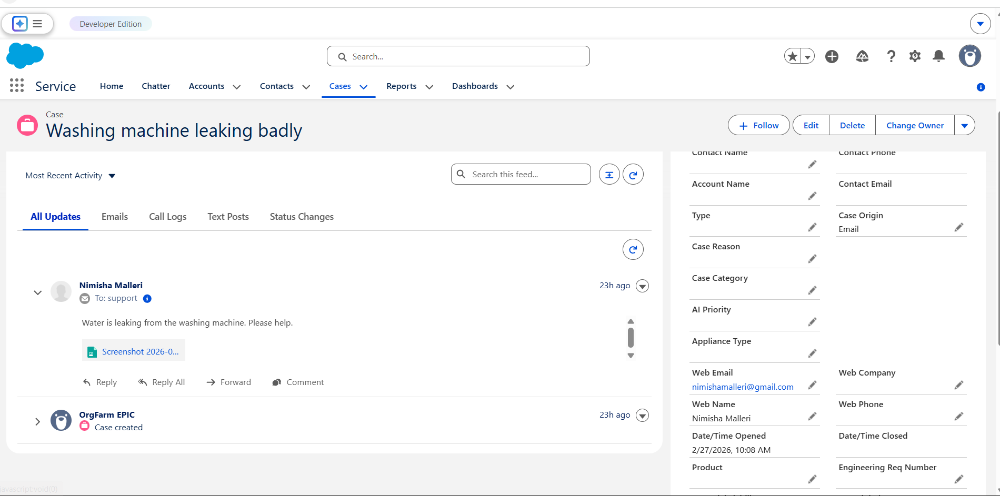 Developer Edition
Search...
Service
Home
Chatter
Accounts
Contacts
Cases
Reports
Dashboards
Case
Washing machine leaking badly
Follow
Edit
Delete
Change Owner
Most Recent Activity
Search this feed...
All Updates
Emails
Call Logs
Text Posts
Status Changes
Nimisha Malleri
23h ago
To: support
Water is leaking from the washing machine. Please help.
Screenshot 2026-0...
Reply
Reply All
Forward
Comment
OrgFarm EPIC
23h ago
Case created
Contact Name
Contact Phone
Account Name
Contact Email
Type
Case Origin
Email
Case Reason
Case Category
AI Priority
Appliance Type
Web Email
nimishamalleri@gmail.com
Web Company
Web Name
Nimisha Malleri
Web Phone
Date/Time Opened
2/27/2026, 10:08 AM
Date/Time Closed
Product
Engineering Req Number
javascript:void(0)